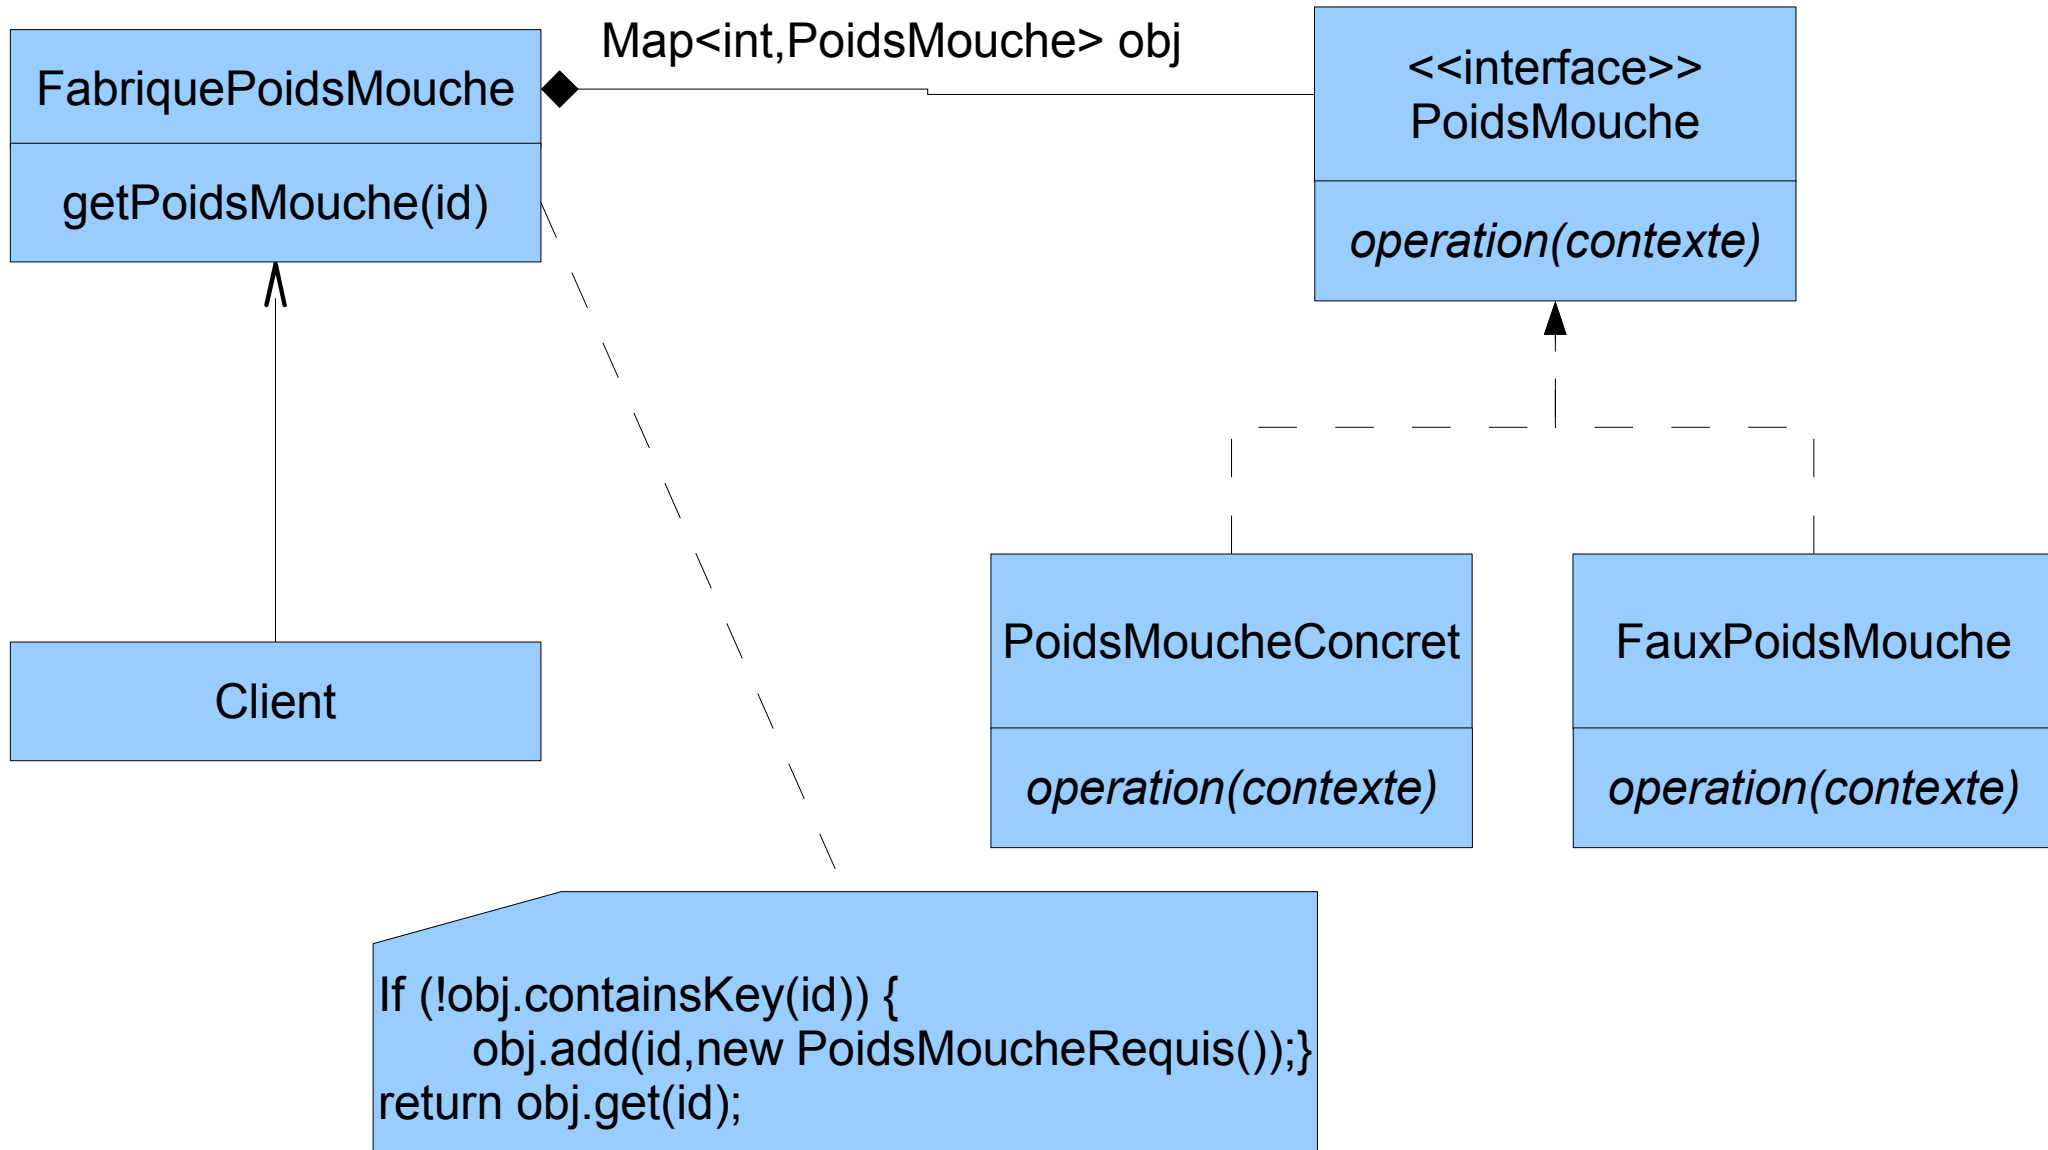 FabriquePoidsMouche
getPoidsMouche(id)
Map<int,PoidsMouche> obj
<<interface>>
PoidsMouche
operation(contexte)
Client
PoidsMoucheConcret
operation(contexte)
FauxPoidsMouche
operation(contexte)
If (!obj.containsKey(id)) {
obj.add(id,new PoidsMoucheRequis());}
return obj.get(id);